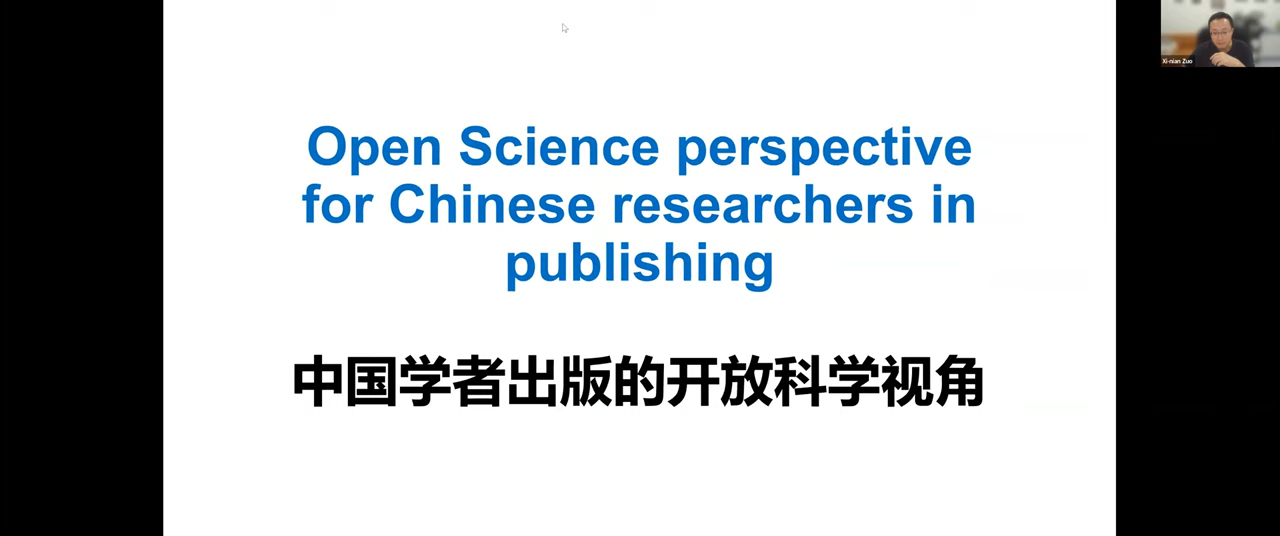 Open Science perspective
for Chinese researchers in
publishing
中国学者出版的开放科学视角
Xi-nian Zuo